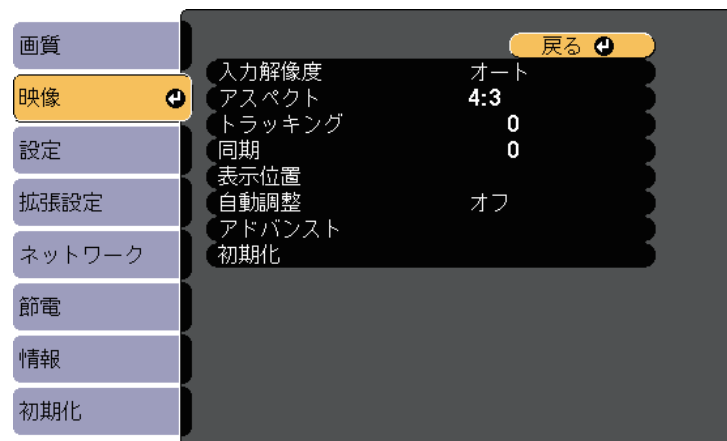 画質
映像
設定
拡張設定
ネットワーク
節電
情報
初期化
戻る
入力解像度 オート
アスペクト 4:3
トラッキング 0
同期 0
表示位置
自動調整 オフ
アドバンスト
初期化